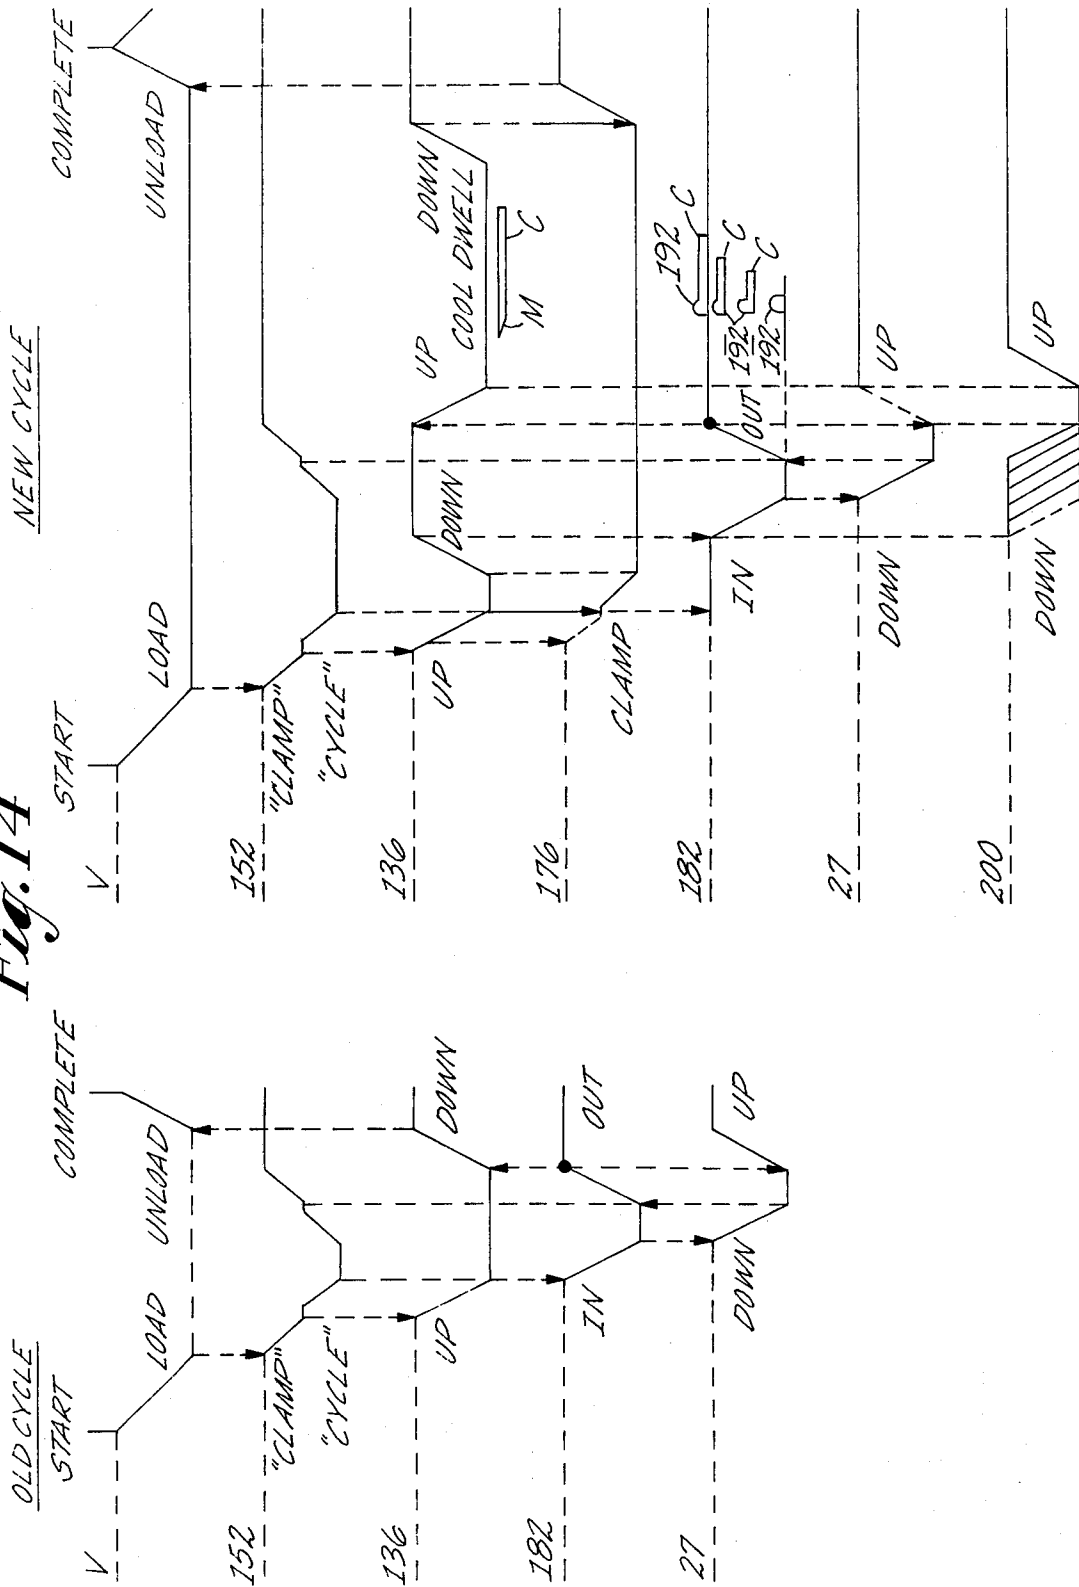 Fig.14
OLD CYCLE
START
COMPLETE
LOAD
UNLOAD
V
152
"CLAMP"
"CYCLE"
136
UP
DOWN
182
IN
OUT
27
DOWN
UP
NEW CYCLE
START
COMPLETE
LOAD
UNLOAD
V
152
"CLAMP"
"CYCLE"
136
UP
DOWN
UP
DOWN
COOL DWELL
M
C
176
CLAMP
182
IN
OUT
192
C
192
C
192
C
27
DOWN
UP
200
DOWN
UP